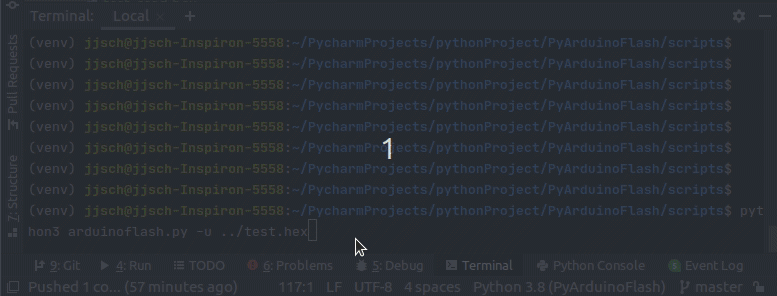 Terminal: Local × +
(venv) jjsch@jjsch-Inspiron-5558:~/PycharmProjects/pythonProject/PyArduinoFlash/scripts$
(venv) jjsch@jjsch-Inspiron-5558:~/PycharmProjects/pythonProject/PyArduinoFlash/scripts$
(venv) jjsch@jjsch-Inspiron-5558:~/PycharmProjects/pythonProject/PyArduinoFlash/scripts$
(venv) jjsch@jjsch-Inspiron-5558:~/PycharmProjects/pythonProject/PyArduinoFlash/scripts$
(venv) jjsch@jjsch-Inspiron-5558:~/PycharmProjects/pythonProject/PyArduinoFlash/scripts$
1
(venv) jjsch@jjsch-Inspiron-5558:~/PycharmProjects/pythonProject/PyArduinoFlash/scripts$
(venv) jjsch@jjsch-Inspiron-5558:~/PycharmProjects/pythonProject/PyArduinoFlash/scripts$
(venv) jjsch@jjsch-Inspiron-5558:~/PycharmProjects/pythonProject/PyArduinoFlash/scripts$
(venv) jjsch@jjsch-Inspiron-5558:~/PycharmProjects/pythonProject/PyArduinoFlash/scripts$ pyt
hon3 arduinoflash.py -u ../test.hex
Pull Requests
Z: Structure
9: Git 4: Run TODO 6: Problems 5: Debug Terminal Python Console Event Log
Pushed 1 co... (57 minutes ago) 117:1 LF UTF-8 4 spaces Python 3.8 (PyArduinoFlash) master